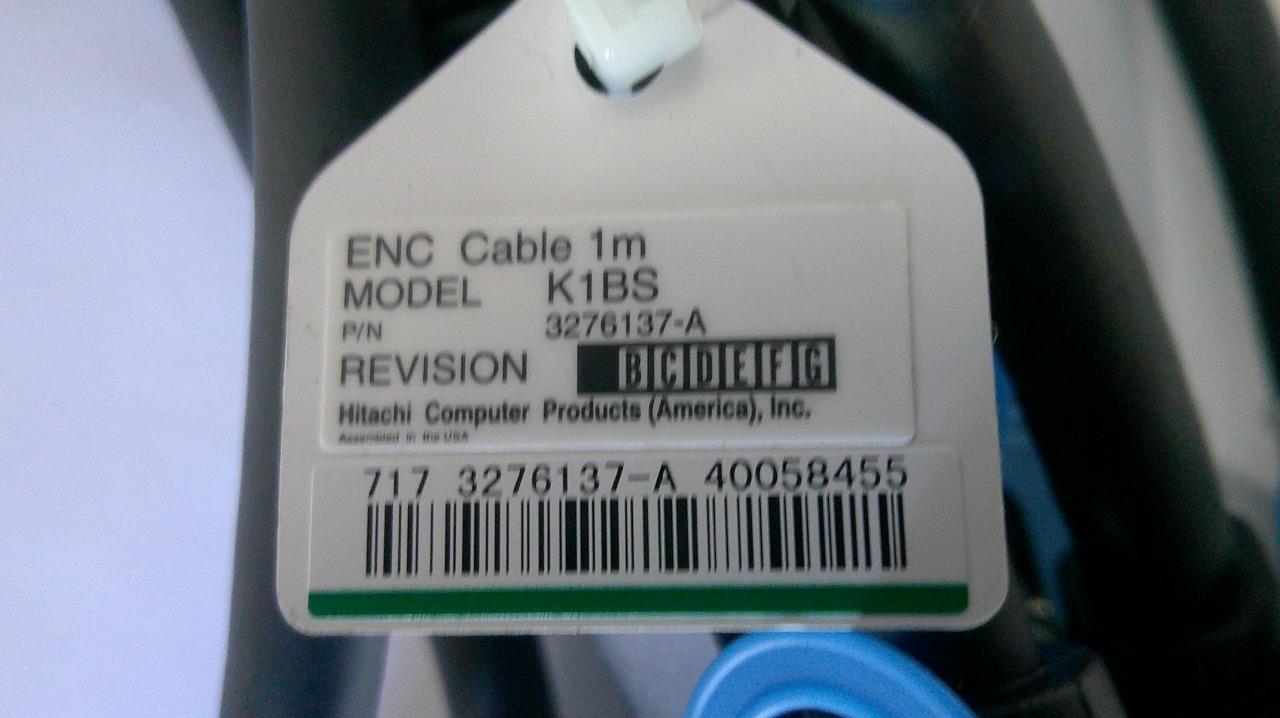 ENC Cable 1m
MODEL K1BS
P/N 3276137-A
REVISION BCDEFG
Hitachi Computer Products (America), Inc.
Assembled in the USA
717 3276137-A 40058455